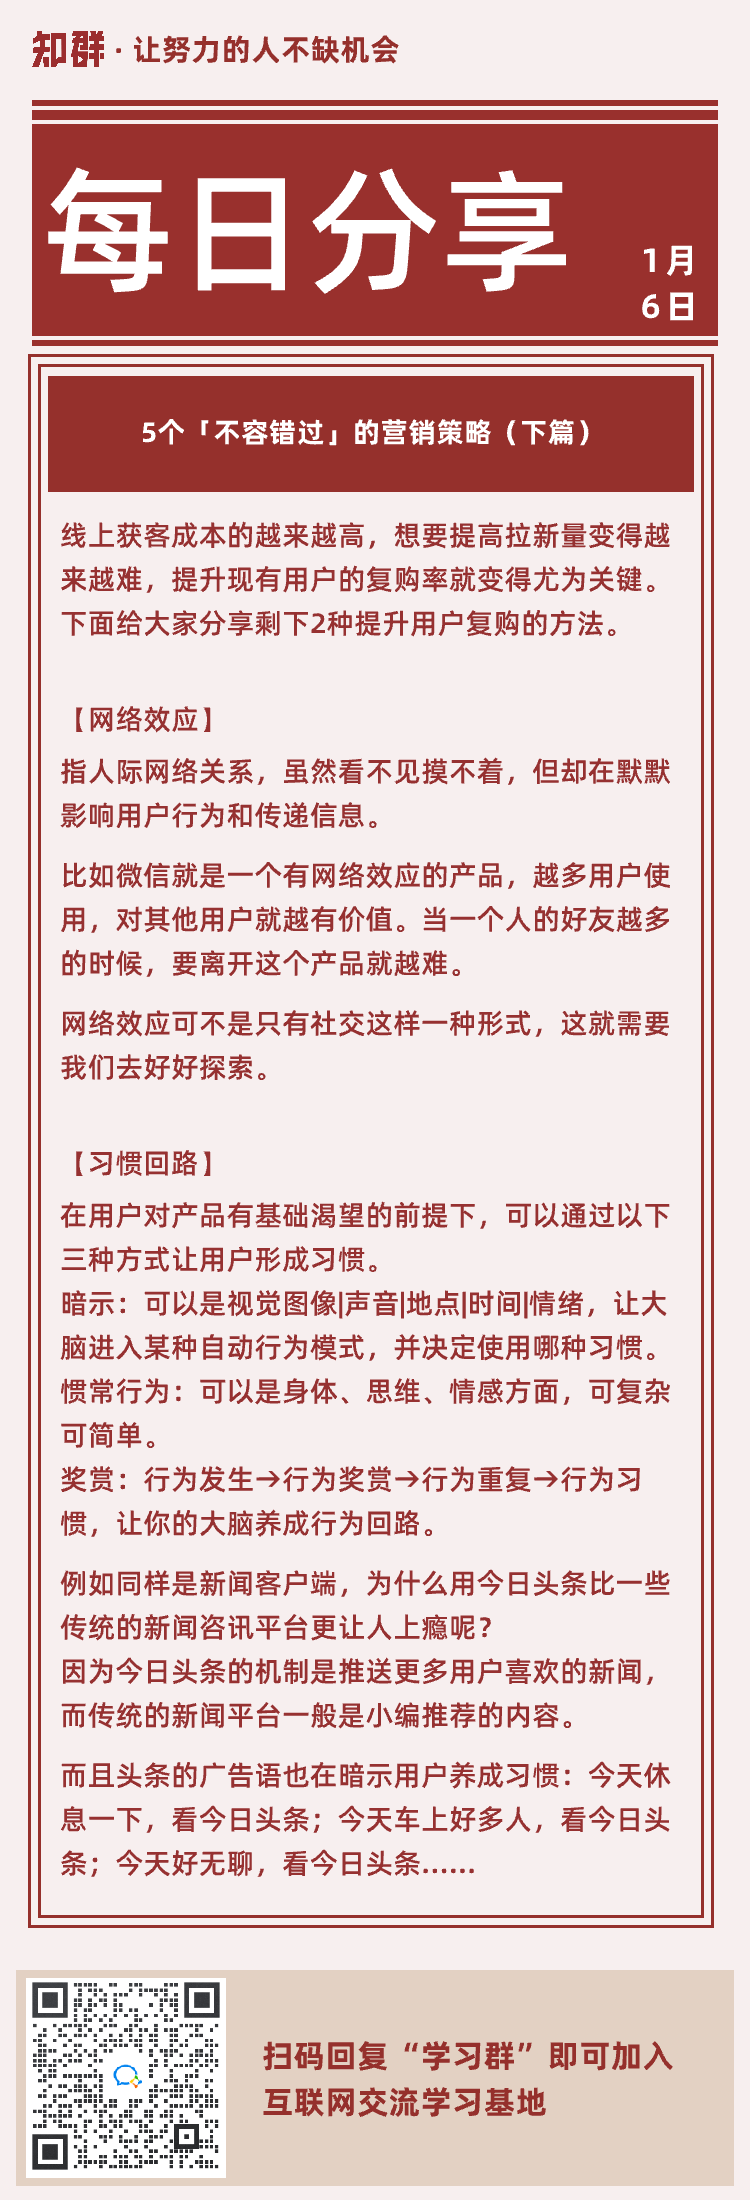 知群 · 让努力的人不缺机会
每日分享
1月
6日
5个「不容错过」的营销策略（下篇）
线上获客成本的越来越高，想要提高拉新量变得越
来越难，提升现有用户的复购率就变得尤为关键。
下面给大家分享剩下2种提升用户复购的方法。
【网络效应】
指人际网络关系，虽然看不见摸不着，但却在默默
影响用户行为和传递信息。
比如微信就是一个有网络效应的产品，越多用户使
用，对其他用户就越有价值。当一个人的好友越多
的时候，要离开这个产品就越难。
网络效应可不是只有社交这样一种形式，这就需要
我们去好好探索。
【习惯回路】
在用户对产品有基础渴望的前提下，可以通过以下
三种方式让用户形成习惯。
暗示：可以是视觉图像|声音|地点|时间|情绪，让大
脑进入某种自动行为模式，并决定使用哪种习惯。
惯常行为：可以是身体、思维、情感方面，可复杂
可简单。
奖赏：行为发生→行为奖赏→行为重复→行为习
惯，让你的大脑养成行为回路。
例如同样是新闻客户端，为什么用今日头条比一些
传统的新闻咨讯平台更让人上瘾呢？
因为今日头条的机制是推送更多用户喜欢的新闻，
而传统的新闻平台一般是小编推荐的内容。
而且头条的广告语也在暗示用户养成习惯：今天休
息一下，看今日头条；今天车上好多人，看今日头
条；今天好无聊，看今日头条......
扫码回复“学习群”即可加入
互联网交流学习基地